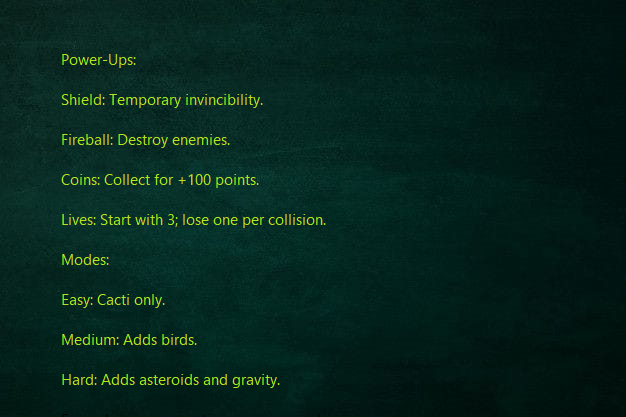 Power-Ups:
Shield: Temporary invincibility.
Fireball: Destroy enemies.
Coins: Collect for +100 points.
Lives: Start with 3; lose one per collision.
Modes:
Easy: Cacti only.
Medium: Adds birds.
Hard: Adds asteroids and gravity.